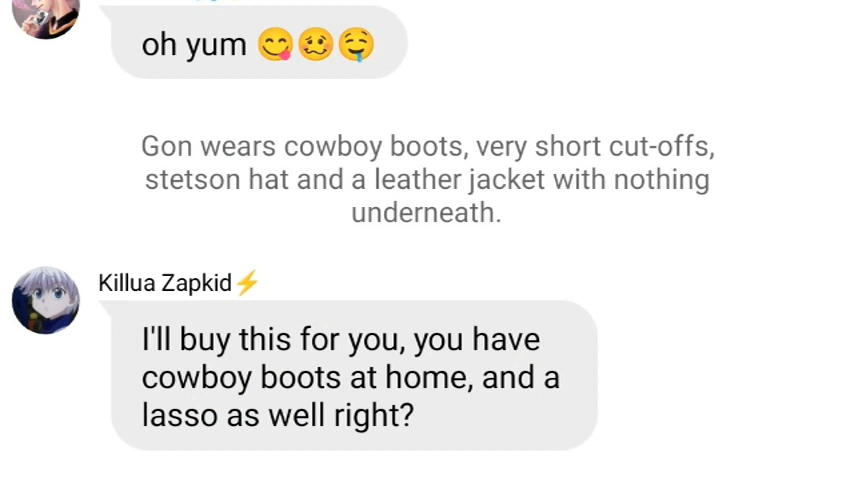 oh yum 😋🥴🤤
Gon wears cowboy boots, very short cut-offs,
stetson hat and a leather jacket with nothing
underneath.
Killua Zapkid⚡
I'll buy this for you, you have
cowboy boots at home, and a
lasso as well right?